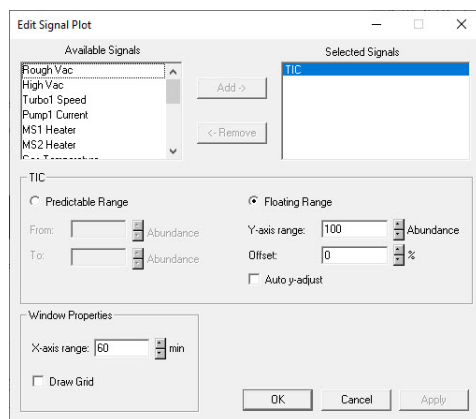 Edit Signal Plot
Available Signals
Selected Signals
Rough Vac
High Vac
Turbo1 Speed
Pump1 Current
MS1 Heater
MS2 Heater
TIC
Add ->
<- Remove
TIC
Predictable Range
Floating Range
From:
Abundance
Y-axis range: 100
Abundance
To:
Abundance
Offset: 0
%
Auto y-adjust
Window Properties
X-axis range: 60
min
Draw Grid
OK
Cancel
Apply